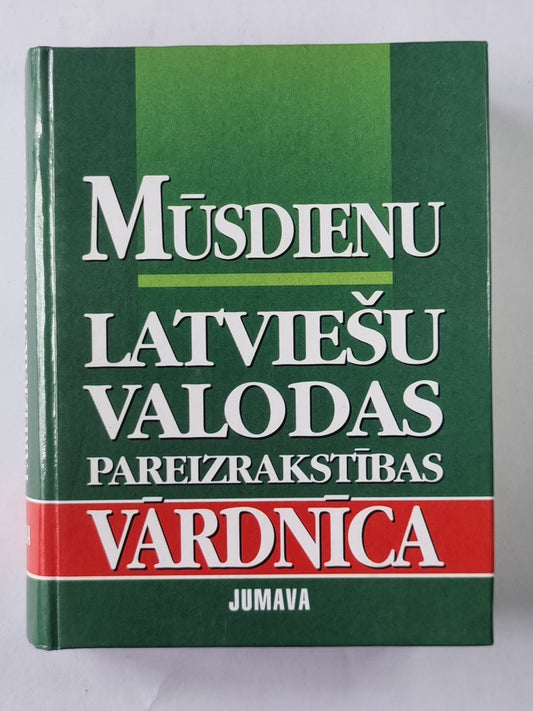 MŪSDIENU
LATVIEŠU
VALODAS
PAREIZRAKSTĪBAS
VĀRDNĪCA
JUMAVA